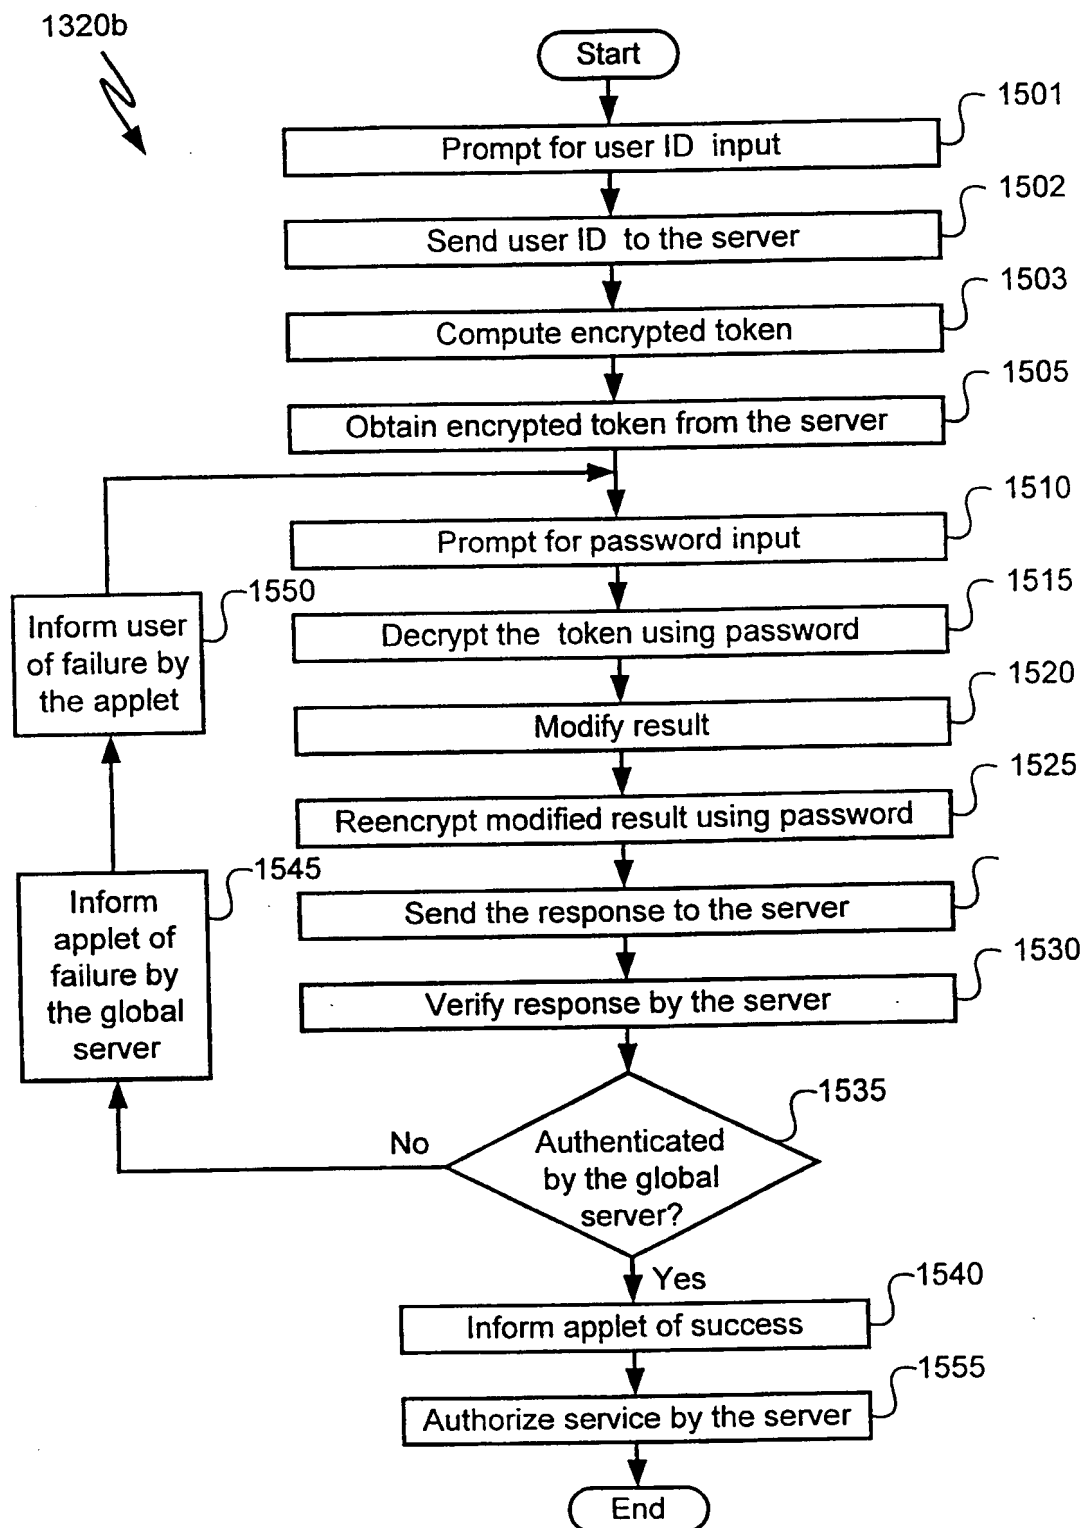 1320b
Start
1501
Prompt for user ID input
1502
Send user ID to the server
1503
Compute encrypted token
1505
Obtain encrypted token from the server
1510
Prompt for password input
1515
Decrypt the token using password
1520
Modify result
1525
Reencrypt modified result using password
Send the response to the server
1530
Verify response by the server
1535
Authenticated
by the global
server?
No
1545
Inform
applet of
failure by
the global
server
1550
Inform user
of failure by
the applet
Yes
1540
Inform applet of success
1555
Authorize service by the server
End